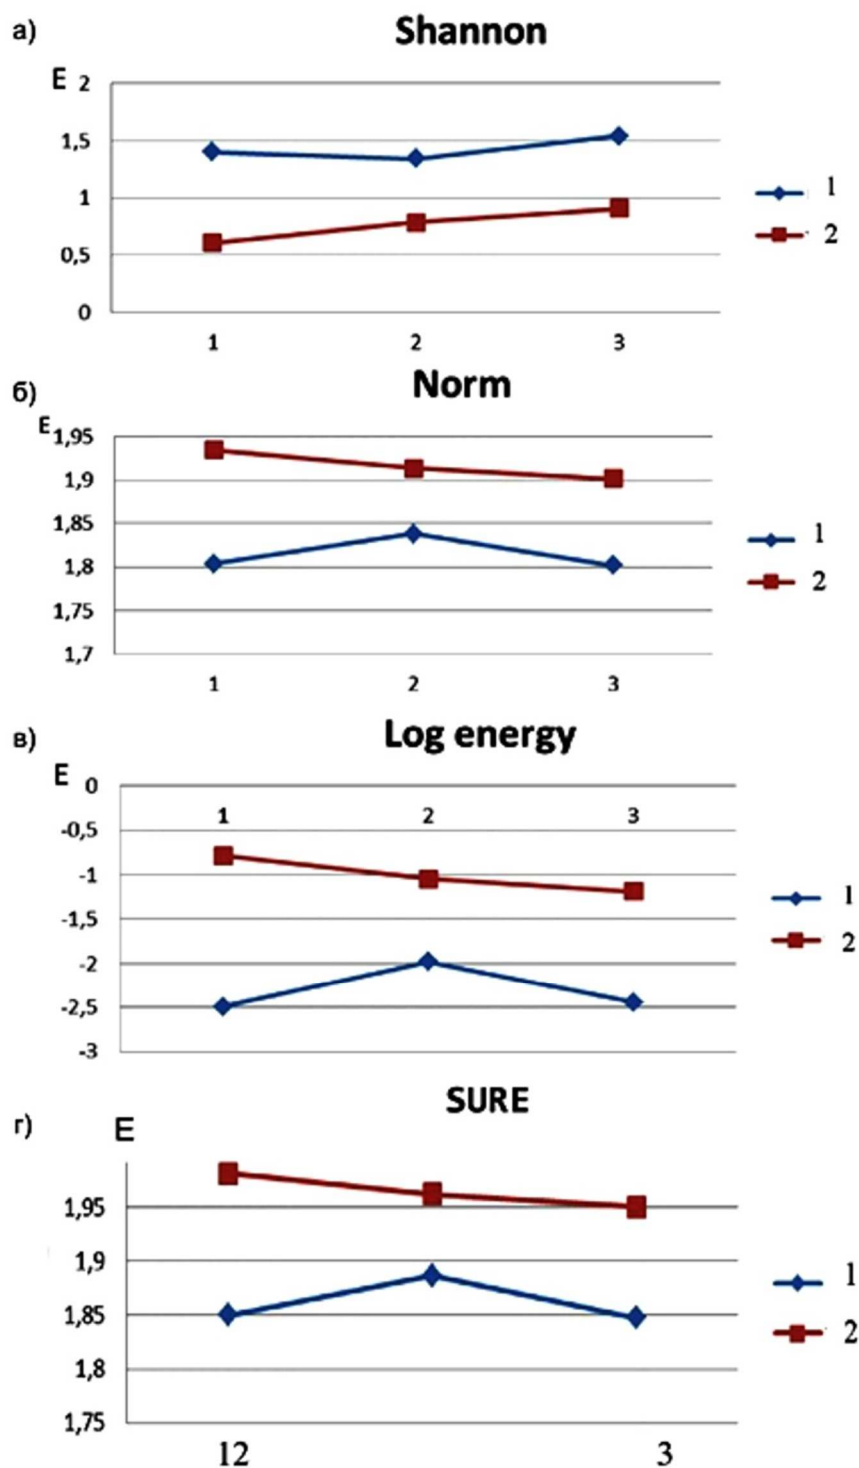 а)
Shannon
E
2
1,5
1
0,5
0
1 2 3
1
2
б)
Norm
E
1,95
1,9
1,85
1,8
1,75
1,7
1 2 3
1
2
в)
Log energy
E
0
-0,5
-1
-1,5
-2
-2,5
-3
1 2 3
1
2
г)
SURE
E
1,95
1,9
1,85
1,8
1,75
12 3
1
2